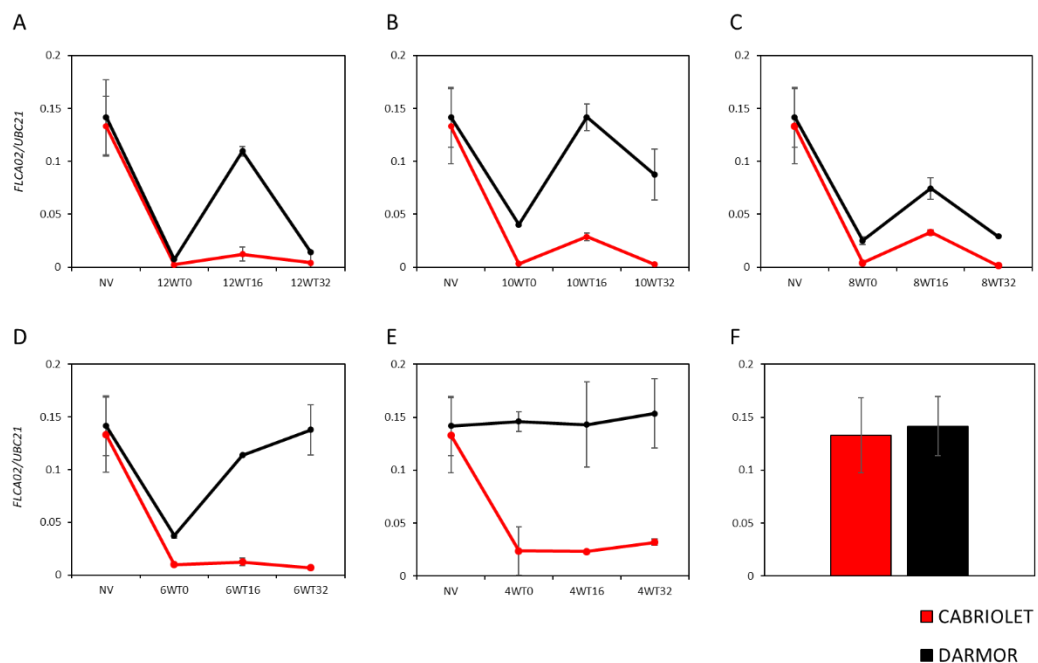 A
B
C
0.2
0.15
0.1
0.05
0
FLCA02/UBC21
NV 12WT0 12WT16 12WT32
0.2
0.15
0.1
0.05
0
NV 10WT0 10WT16 10WT32
0.2
0.15
0.1
0.05
0
NV 8WT0 8WT16 8WT32
D
E
F
0.2
0.15
0.1
0.05
0
FLCA02/UBC21
NV 6WT0 6WT16 6WT32
0.2
0.15
0.1
0.05
0
NV 4WT0 4WT16 4WT32
0.2
0.15
0.1
0.05
0
CABRIOLET
DARMOR